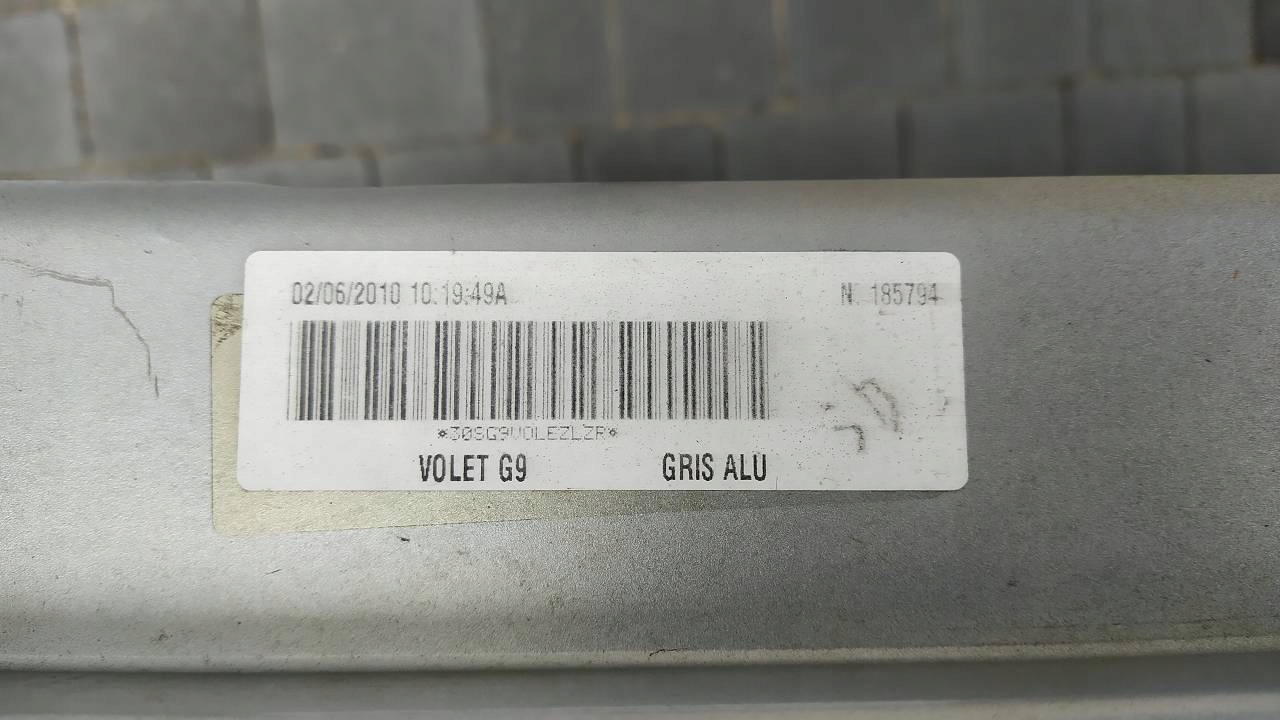 02/06/2010 10:19:49A
N. 185794
*30SG9VOLEZLZR*
VOLET G9 GRIS ALU